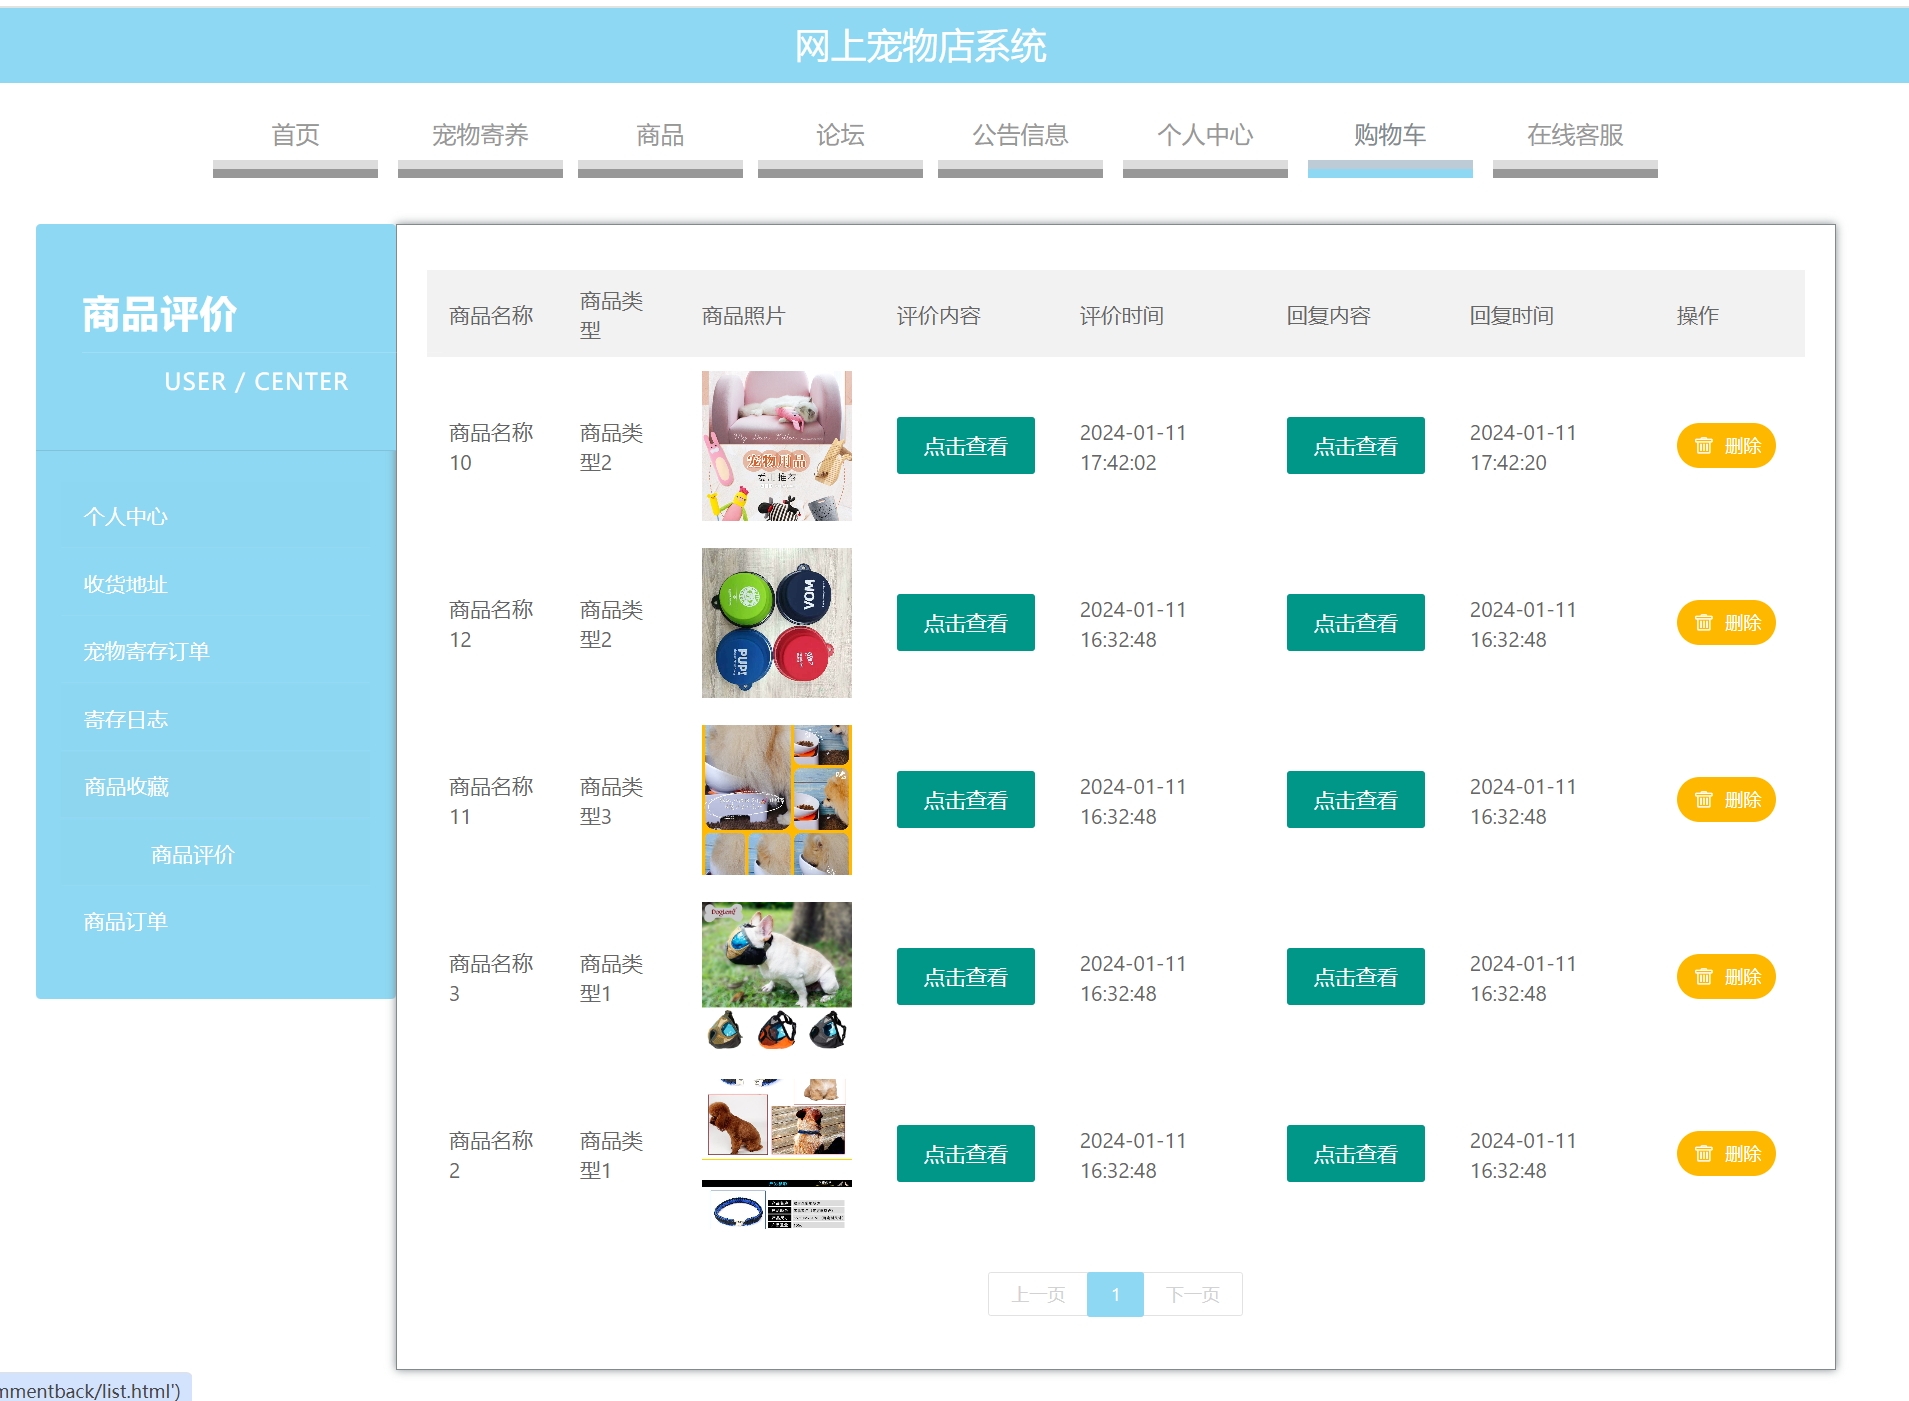 网上宠物店系统
首页 宠物寄养 商品 论坛 公告信息 个人中心 购物车 在线客服
商品评价
USER / CENTER
个人中心
收货地址
宠物寄存订单
寄存日志
商品收藏
商品评价
商品订单
商品名称 商品类型 商品照片 评价内容 评价时间 回复内容 回复时间 操作
商品名称10 商品类型2 点击查看 2024-01-11 17:42:02 点击查看 2024-01-11 17:42:20 删除
宠物用品
爱心推荐
商品名称12 商品类型2 点击查看 2024-01-11 16:32:48 点击查看 2024-01-11 16:32:48 删除
VOM
PUPI
商品名称11 商品类型3 点击查看 2024-01-11 16:32:48 点击查看 2024-01-11 16:32:48 删除
商品名称3 商品类型1 点击查看 2024-01-11 16:32:48 点击查看 2024-01-11 16:32:48 删除
商品名称2 商品类型1 点击查看 2024-01-11 16:32:48 点击查看 2024-01-11 16:32:48 删除
上一页 1 下一页
mmentback/list.html')